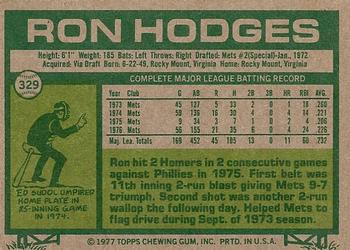 RON HODGES
329
Height: 6'1" Weight: 185 Bats: Left Throws: Right Drafted: Mets #2(Special)-Jan., 1972
Acquired: Via Draft Born: 6-22-49, Rocky Mount, Virginia Home: Rocky Mount, Virginia
COMPLETE MAJOR LEAGUE BATTING RECORD
Year Club G AB R H 2B 3B HR RBI AVG
1973 Mets 45 127 5 33 2 0 1 18 .260
1974 Mets 59 136 16 30 4 0 4 14 .221
1975 Mets 9 34 3 7 1 0 2 4 .206
1976 Mets 56 155 21 35 6 0 4 24 .226
Maj. Lea. Totals 169 452 45 105 13 0 11 60 .232
ED SUDOL UMPIRED
HOME PLATE IN
25-INNING GAME
IN 1974.
Ron hit 2 Homers in 2 consecutive games
against Phillies in 1975. First belt was
11th inning 2-run blast giving Mets 9-7
triumph. Second shot was another 2-run
wallop the following day. Helped Mets to
flag drive during Sept. of 1973 season.
© 1977 TOPPS CHEWING GUM, INC. PRTD. IN U.S.A.